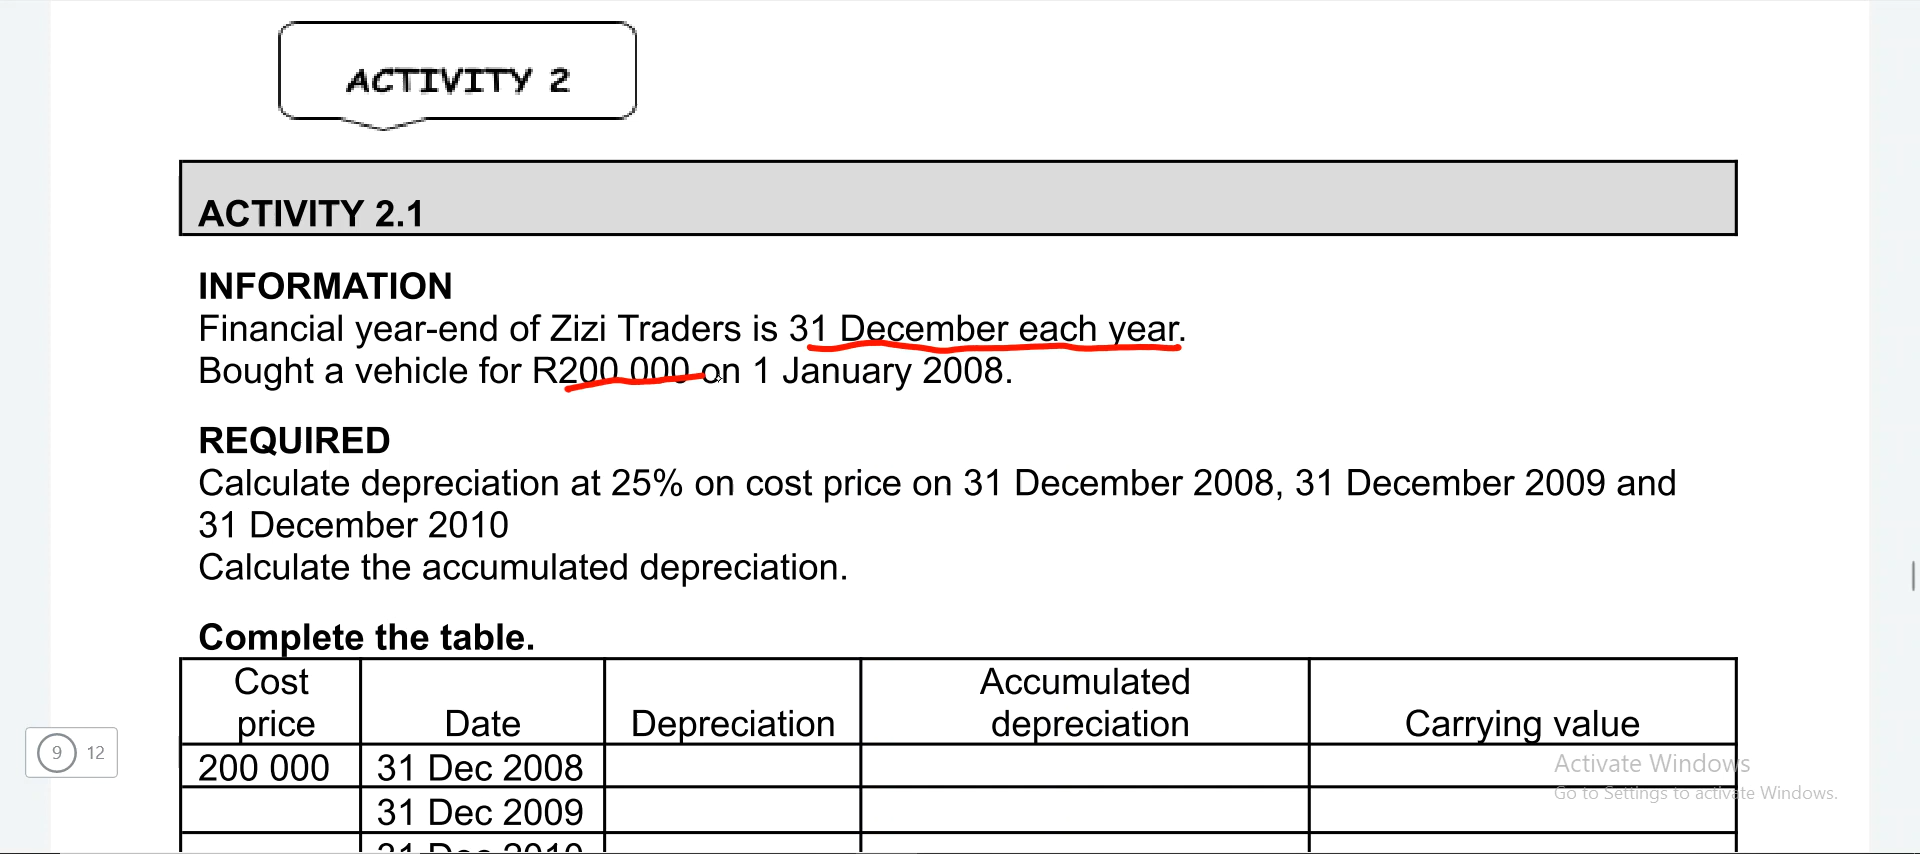 ACTIVITY 2
ACTIVITY 2.1
INFORMATION
Financial year-end of Zizi Traders is 31 December each year.
Bought a vehicle for R200 000 on 1 January 2008.
REQUIRED
Calculate depreciation at 25% on cost price on 31 December 2008, 31 December 2009 and
31 December 2010
Calculate the accumulated depreciation.
Complete the table.
Cost price
Date
Depreciation
Accumulated depreciation
Carrying value
200 000 31 Dec 2008
31 Dec 2009
31 Dec 2010
9 12
Activate Windows
Go to Settings to activate Windows.